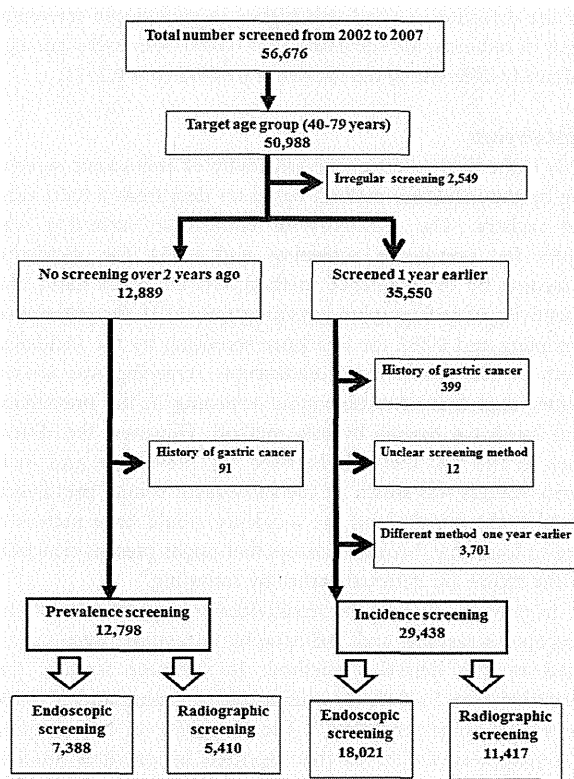 Total number screened from 2002 to 2007
56,676
Target age group (40-79 years)
50,988
Irregular screening 2,549
No screening over 2 years ago
12,889
Screened 1 year earlier
35,550
History of gastric cancer
399
History of gastric cancer
91
Unclear screening method
12
Different method one year earlier
3,701
Prevalence screening
12,798
Incidence screening
29,438
Endoscopic
screening
7,388
Radiographic
screening
5,410
Endoscopic
screening
18,021
Radiographic
screening
11,417